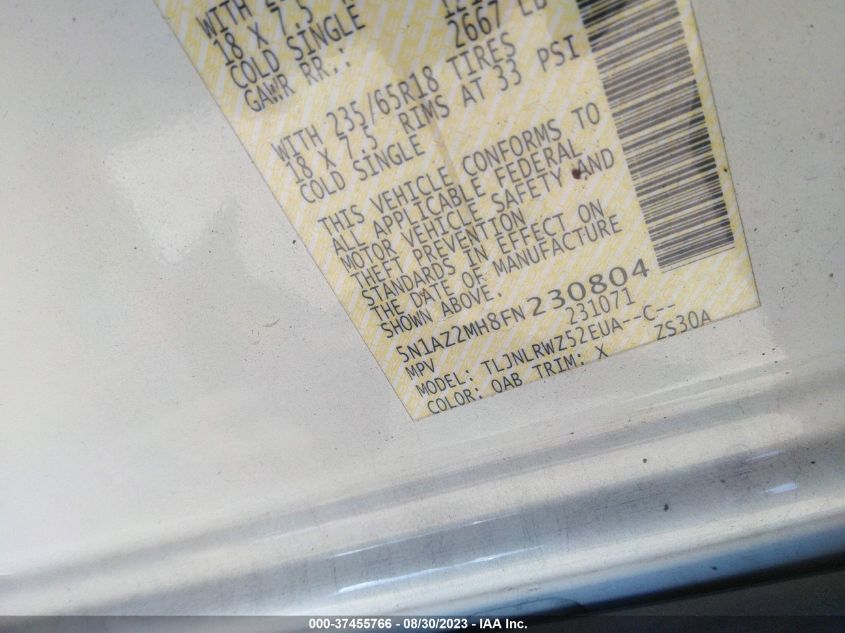 18 X 7.5
COLD SINGLE
GAWR RR.: 2667 LB
WITH 235/65R18 TIRES
18 X 7.5 RIMS AT 33 PSI
COLD SINGLE
THIS VEHICLE CONFORMS TO
ALL APPLICABLE FEDERAL
MOTOR VEHICLE SAFETY AND
THEFT PREVENTION
STANDARDS IN EFFECT ON
THE DATE OF MANUFACTURE
SHOWN ABOVE.
5N1AZ2MH8FN230804
MPV 231071
MODEL: TLJNLRWZ52EUA--C--
COLOR: QAB TRIM: X ZS30A
000-37455766 - 08/30/2023 - IAA Inc.